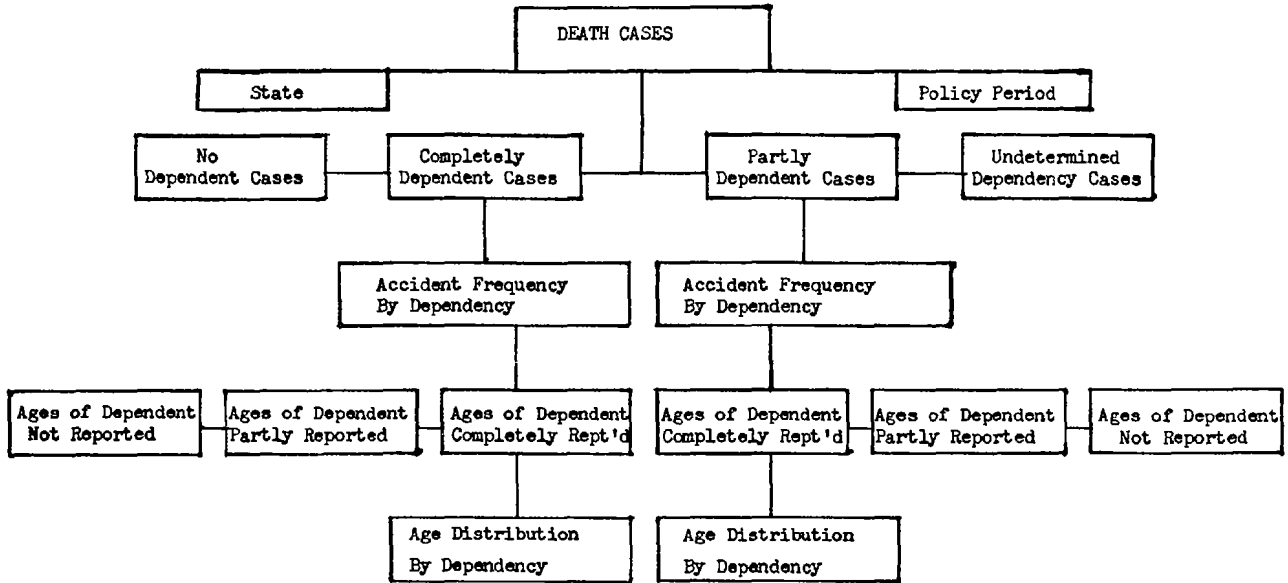 DEATH CASES
State
Policy Period
No
Dependent Cases
Completely
Dependent Cases
Partly
Dependent Cases
Undetermined
Dependency Cases
Accident Frequency
By Dependency
Accident Frequency
By Dependency
Ages of Dependent
Not Reported
Ages of Dependent
Partly Reported
Ages of Dependent
Completely Rept'd
Ages of Dependent
Completely Rept'd
Ages of Dependent
Partly Reported
Ages of Dependent
Not Reported
Age Distribution
By Dependency
Age Distribution
By Dependency